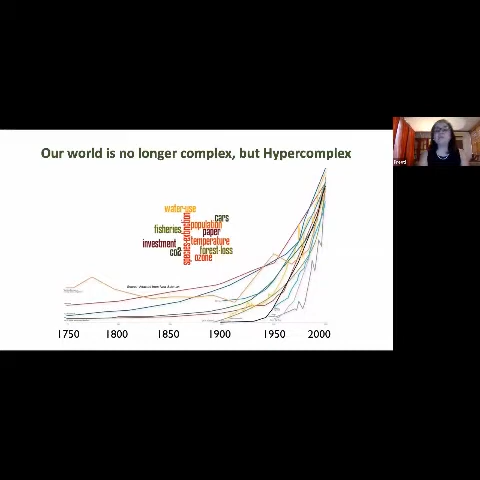 Our world is no longer complex, but Hypercomplex
water-use
cars
population
fisheries
paper
species-extinction
investment
temperature
co2
forest-loss
ozone
1750 1800 1850 1900 1950 2000